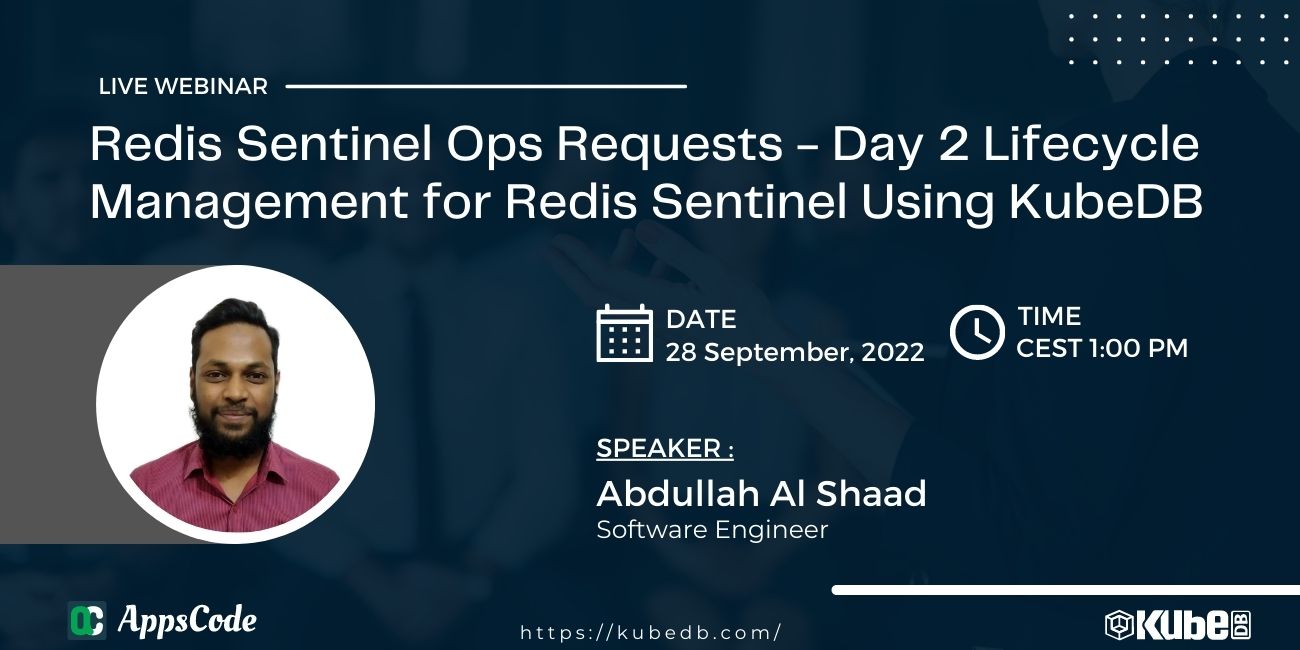 LIVE WEBINAR
Redis Sentinel Ops Requests – Day 2 Lifecycle
Management for Redis Sentinel Using KubeDB
DATE
28 September, 2022
TIME
CEST 1:00 PM
SPEAKER :
Abdullah Al Shaad
Software Engineer
AppsCode
https://kubedb.com/
KubeDB